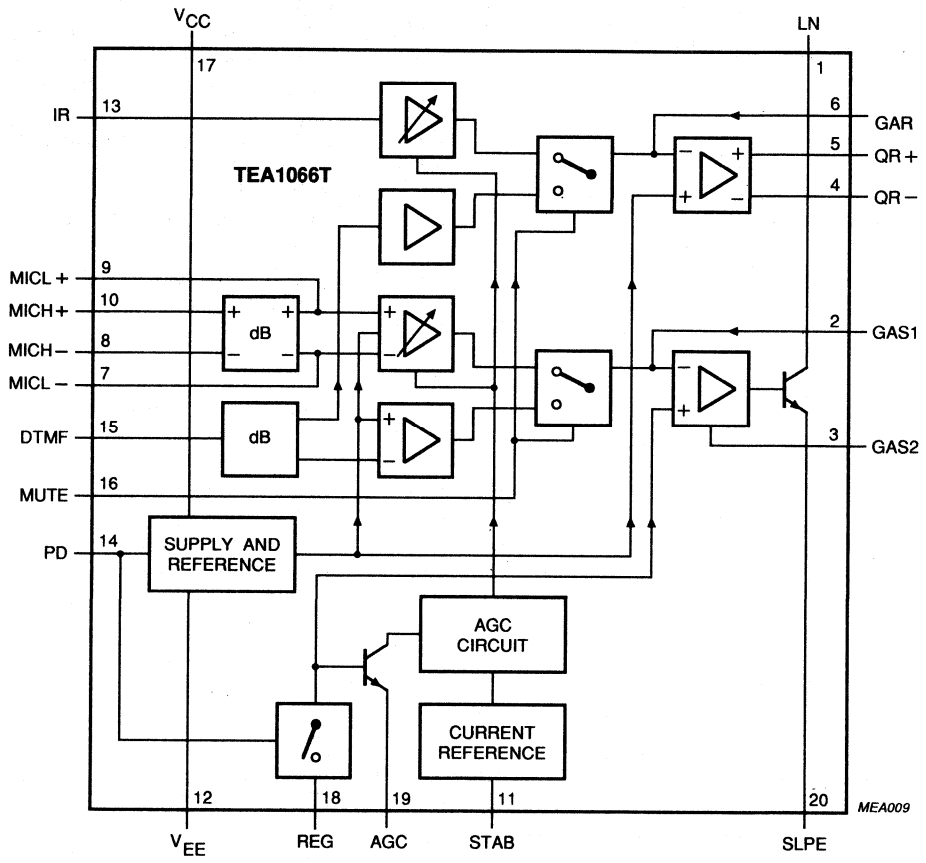 VCC
LN
17
1
IR
13
6
GAR
5
QR+
4
QR−
TEA1066T
− +
+ −
MICL+
9
MICH+
10
+ +
+
dB
MICH−
8
− −
−
MICL−
7
2
GAS1
−
+
DTMF
15
dB
+
−
3
GAS2
MUTE
16
PD
14
SUPPLY AND
REFERENCE
AGC
CIRCUIT
CURRENT
REFERENCE
12
18
19
11
20
MEA009
VEE
REG
AGC
STAB
SLPE